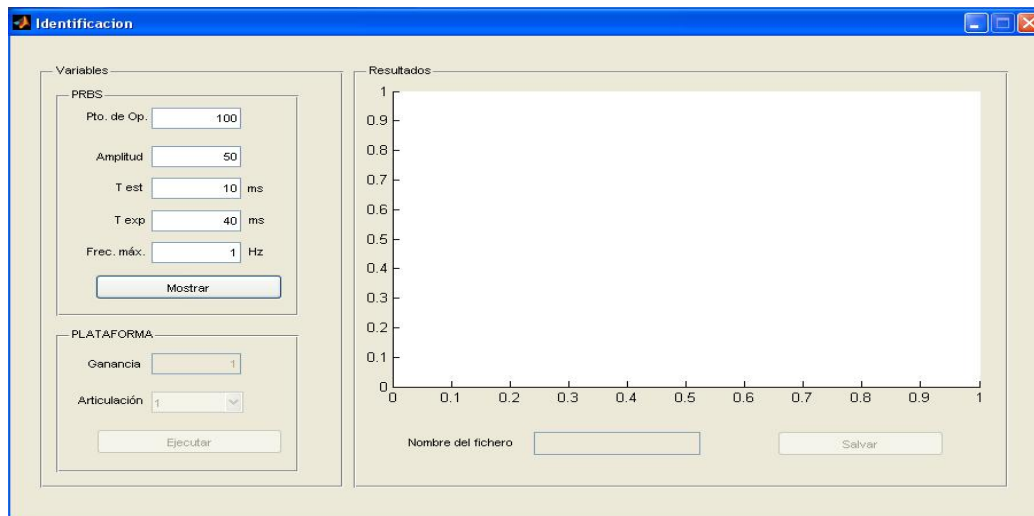 Identificacion
Variables
PRBS
Pto. de Op. 100
Amplitud 50
T est 10 ms
T exp 40 ms
Frec. máx. 1 Hz
Mostrar
PLATAFORMA
Ganancia 1
Articulación 1
Ejecutar
Resultados
1
0.9
0.8
0.7
0.6
0.5
0.4
0.3
0.2
0.1
0
0 0.1 0.2 0.3 0.4 0.5 0.6 0.7 0.8 0.9 1
Nombre del fichero
Salvar